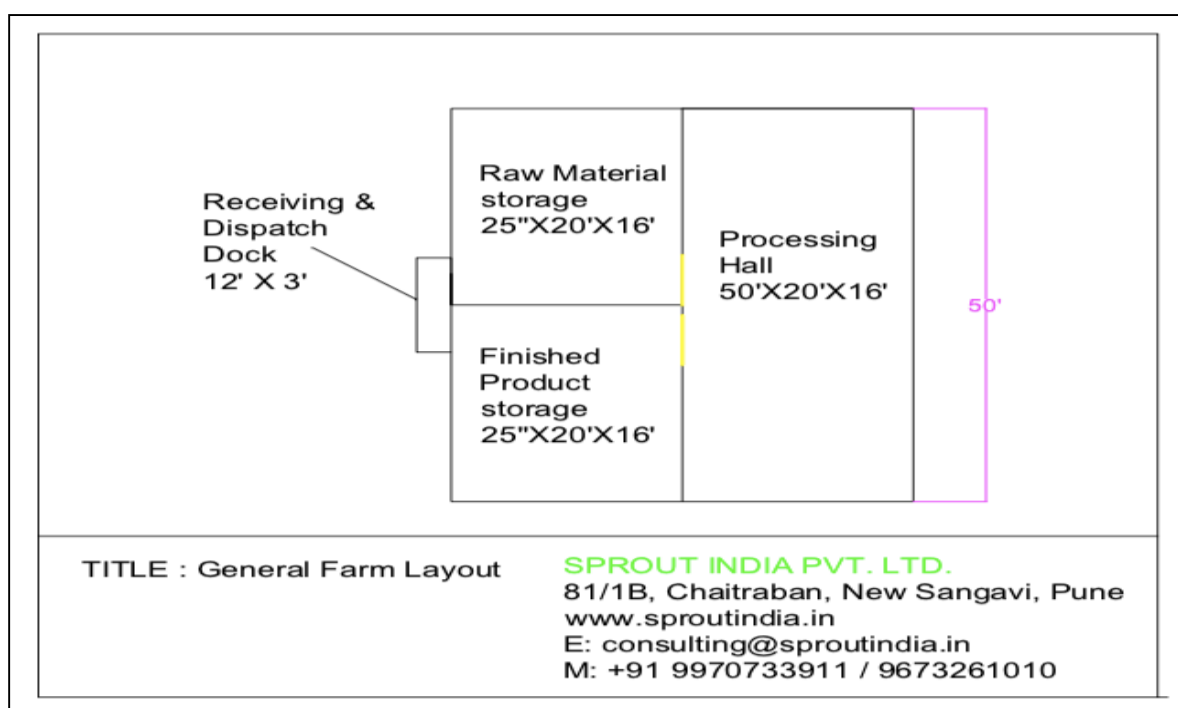 Receiving &
Dispatch
Dock
12' X 3'
Raw Material
storage
25"X20'X16'
Processing
Hall
50'X20'X16'
50'
Finished
Product
storage
25"X20'X16'
TITLE : General Farm Layout
SPROUT INDIA PVT. LTD.
81/1B, Chaitraban, New Sangavi, Pune
www.sproutindia.in
E: consulting@sproutindia.in
M: +91 9970733911 / 9673261010